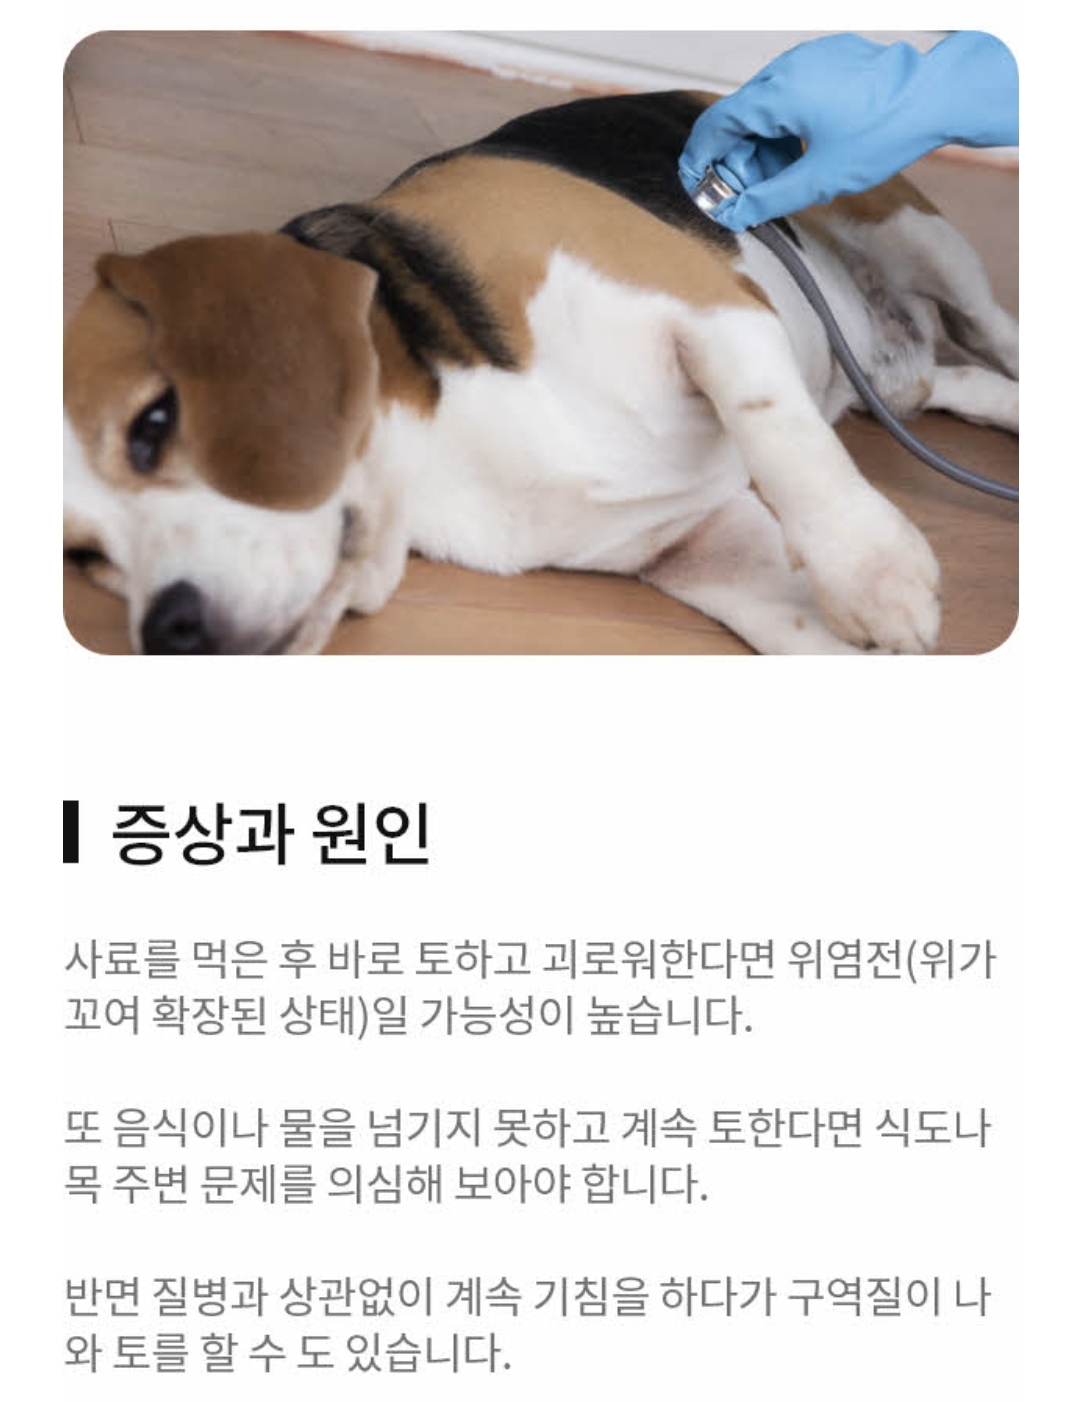 증상과 원인
사료를 먹은 후 바로 토하고 괴로워한다면 위염전(위가
꼬여 확장된 상태)일 가능성이 높습니다.
또 음식이나 물을 넘기지 못하고 계속 토한다면 식도나
목 주변 문제를 의심해 보아야 합니다.
반면 질병과 상관없이 계속 기침을 하다가 구역질이 나
와 토를 할 수 도 있습니다.